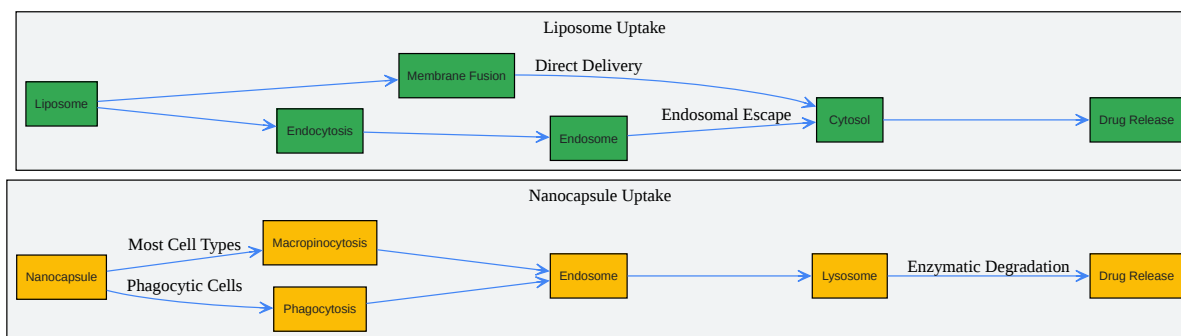 Liposome Uptake
Liposome
Membrane Fusion
Direct Delivery
Endocytosis
Endosome
Endosomal Escape
Cytosol
Drug Release
Nanocapsule Uptake
Nanocapsule
Most Cell Types
Macropinocytosis
Phagocytic Cells
Phagocytosis
Endosome
Lysosome
Enzymatic Degradation
Drug Release